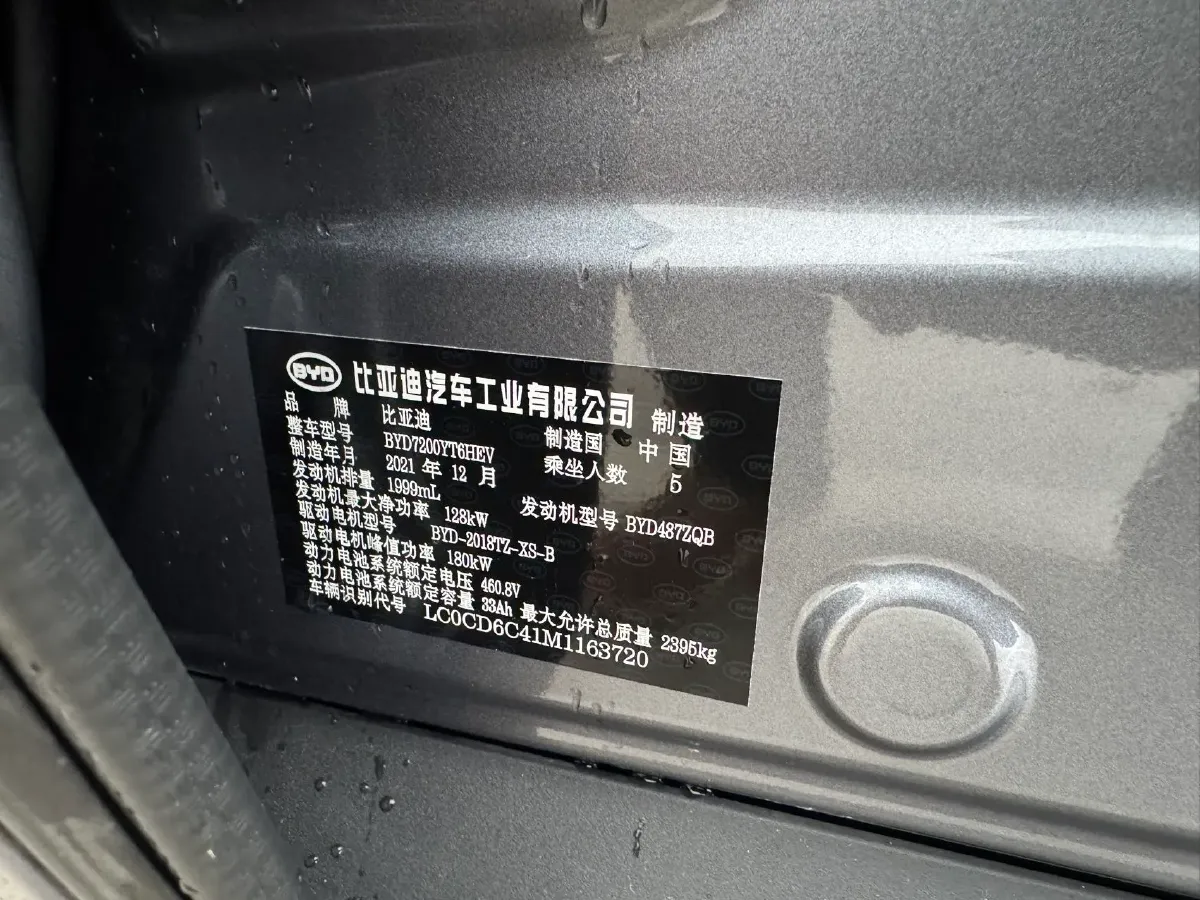 BYD 比亚迪汽车工业有限公司 制造
品 牌 比亚迪 制造国 中国
整车型号 BYD7200YT6HEV 乘坐人数 5
制造年月 2021 年 12 月
发动机排量 1999mL 发动机型号 BYD487ZQB
发动机最大净功率 128kW
驱动电机型号 BYD-2018TZ-XS-B
驱动电机峰值功率 180kW
动力电池系统额定电压 460.8V
动力电池系统额定容量 33Ah 最大允许总质量 2395kg
车辆识别代号 LC0CD6C41M1163720